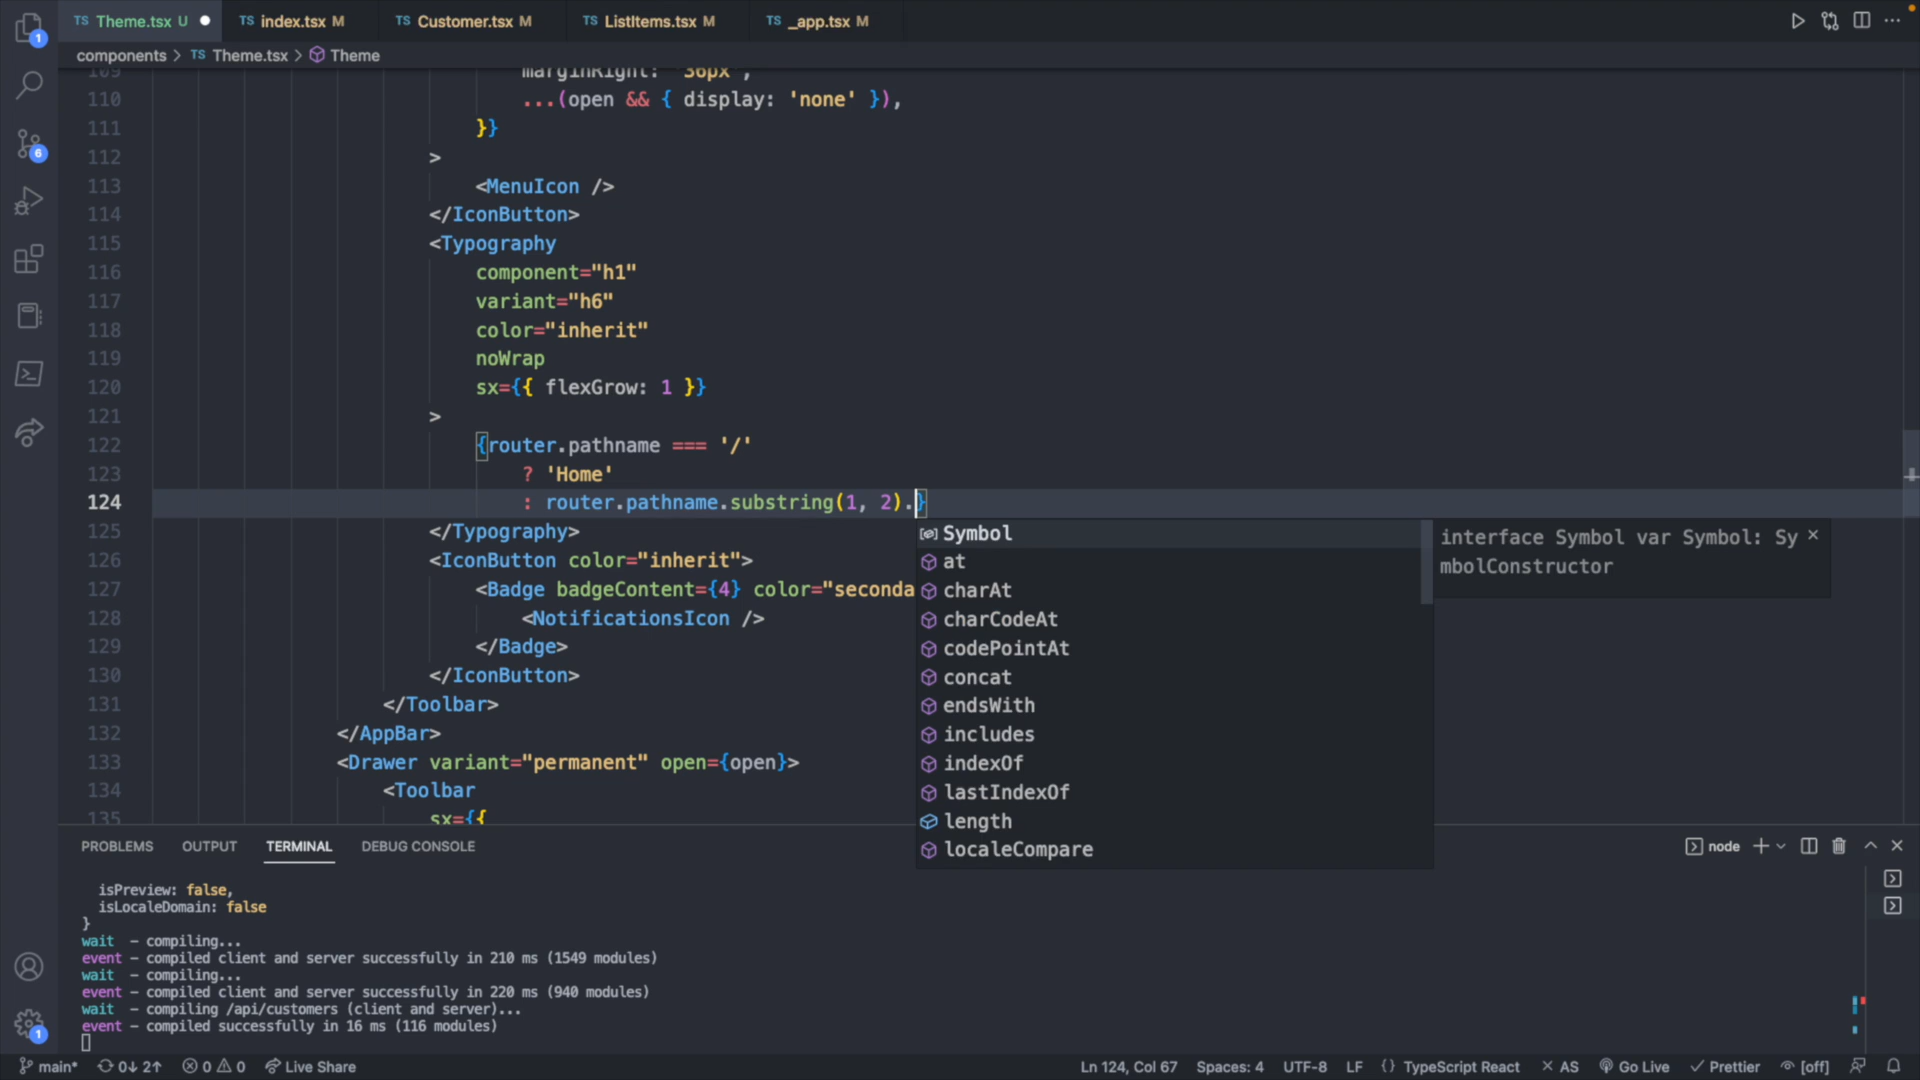 TS Theme.tsx U TS index.tsx M TS Customer.tsx M TS ListItems.tsx M TS _app.tsx M
components > TS Theme.tsx > Theme
109 marginRight: '36px',
110 ...(open && { display: 'none' }),
111 }}
112 >
113 <MenuIcon />
114 </IconButton>
115 <Typography
116 component="h1"
117 variant="h6"
118 color="inherit"
119 noWrap
120 sx={{ flexGrow: 1 }}
121 >
122 {router.pathname === '/'
123 ? 'Home'
124 : router.pathname.substring(1, 2).}
125 </Typography>
126 <IconButton color="inherit">
127 <Badge badgeContent={4} color="seconda
128 <NotificationsIcon />
129 </Badge>
130 </IconButton>
131 </Toolbar>
132 </AppBar>
133 <Drawer variant="permanent" open={open}>
134 <Toolbar
135 sx={{
Symbol
at
charAt
charCodeAt
codePointAt
concat
endsWith
includes
indexOf
lastIndexOf
length
localeCompare
interface Symbol var Symbol: Sy
mbolConstructor
PROBLEMS OUTPUT TERMINAL DEBUG CONSOLE node
isPreview: false,
isLocaleDomain: false
}
wait - compiling...
event - compiled client and server successfully in 210 ms (1549 modules)
wait - compiling...
event - compiled client and server successfully in 220 ms (940 modules)
wait - compiling /api/customers (client and server)...
event - compiled successfully in 16 ms (116 modules)
1
6
1
main* 0↓ 2↑ 0 0 Live Share Ln 124, Col 67 Spaces: 4 UTF-8 LF {} TypeScript React × AS Go Live ✓ Prettier [off]